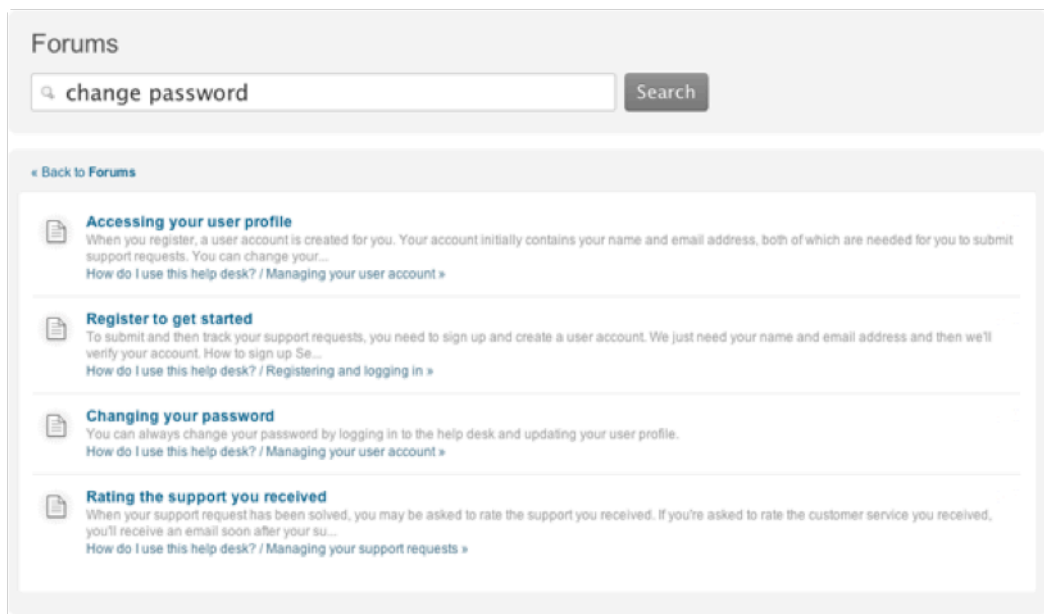 Forums
change password
Search
« Back to Forums
Accessing your user profile
When you register, a user account is created for you. Your account initially contains your name and email address, both of which are needed for you to submit
support requests. You can change your...
How do I use this help desk? / Managing your user account »
Register to get started
To submit and then track your support requests, you need to sign up and create a user account. We just need your name and email address and then we'll
verify your account. How to sign up Se...
How do I use this help desk? / Registering and logging in »
Changing your password
You can always change your password by logging in to the help desk and updating your user profile.
How do I use this help desk? / Managing your user account »
Rating the support you received
When your support request has been solved, you may be asked to rate the support you received. If you're asked to rate the customer service you received,
you'll receive an email soon after your su...
How do I use this help desk? / Managing your support requests »